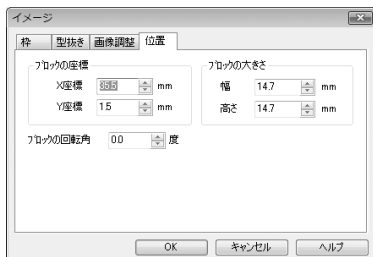 イメージ
枠 型抜き 画像調整 位置
ブロックの座標
X座標 35.5 mm
Y座標 1.5 mm
ブロックの大きさ
幅 14.7 mm
高さ 14.7 mm
ブロックの回転角 0.0 度
OK キャンセル ヘルプ